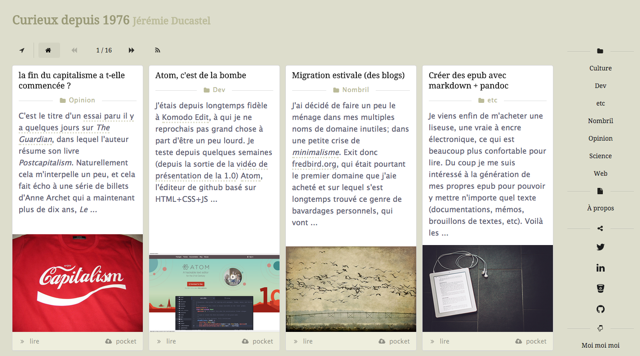 Curieux depuis 1976 Jérémie Ducastel
1 / 16
la fin du capitalisme a t-elle
commencée ?
Opinion
C'est le titre d'un essai paru il y
a quelques jours sur The
Guardian, dans lequel l'auteur
résume son livre
Postcapitalism. Naturellement
cela m'interpelle un peu, et cela
fait écho à une série de billets
d'Anne Archet qui a maintenant
plus de dix ans, Le ...
Capitalism
lire
pocket
Atom, c'est de la bombe
Dev
J'étais depuis longtemps fidèle
à Komodo Edit, à qui je ne
reprochais pas grand chose à
part d'être un peu lourd. Je
teste depuis quelques semaines
(depuis la sortie de la vidéo de
présentation de la 1.0) Atom,
l'éditeur de github basé sur
HTML+CSS+JS ...
ATOM
lire
pocket
Migration estivale (des blogs)
Nombril
J'ai décidé de faire un peu le
ménage dans mes multiples
noms de domaine inutiles; dans
une petite crise de
minimalisme. Exit donc
fredbird.org, qui était pourtant
le premier domaine que j'aie
acheté et sur lequel s'est
longtemps trouvé ce genre de
bavardages personnels, qui
vont ...
lire
pocket
Créer des epub avec
markdown + pandoc
etc
Je viens enfin de m'acheter une
liseuse, une vraie à encre
électronique, ce qui est
beaucoup plus confortable pour
lire. Du coup je me suis
intéressé à la génération de
mes propres epub pour pouvoir
y mettre n'importe quel texte
(documentations, mémos,
brouillons de textes, etc). Voilà
les ...
lire
pocket
Culture
Dev
etc
Nombril
Opinion
Science
Web
À propos
Moi moi moi